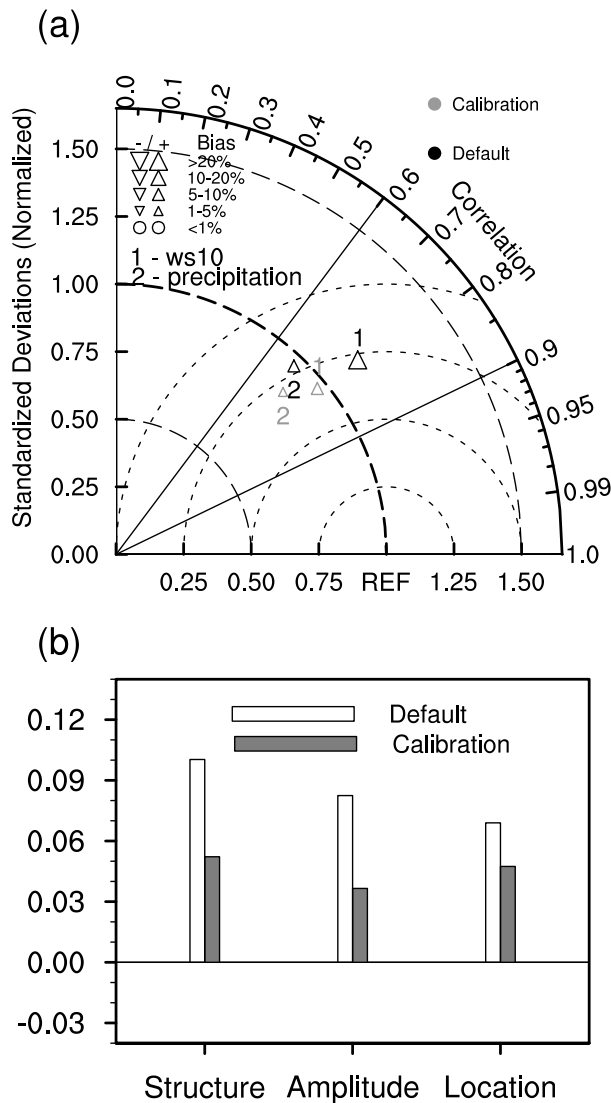 (a)
0.0 0.1 0.2 0.3 0.4 0.5 0.6 0.7 0.8 0.9 0.95 0.99 1.0
Correlation
Calibration
Default
Standardized Deviations (Normalized)
1.50
1.25
1.00
0.75
0.50
0.25
0.00
- / + Bias
>20%
10-20%
5-10%
1-5%
<1%
1 - ws10
2 - precipitation
1
1
2
2
0.25 0.50 0.75 REF 1.25 1.50
(b)
0.12
0.09
0.06
0.03
0.00
-0.03
Default
Calibration
Structure Amplitude Location